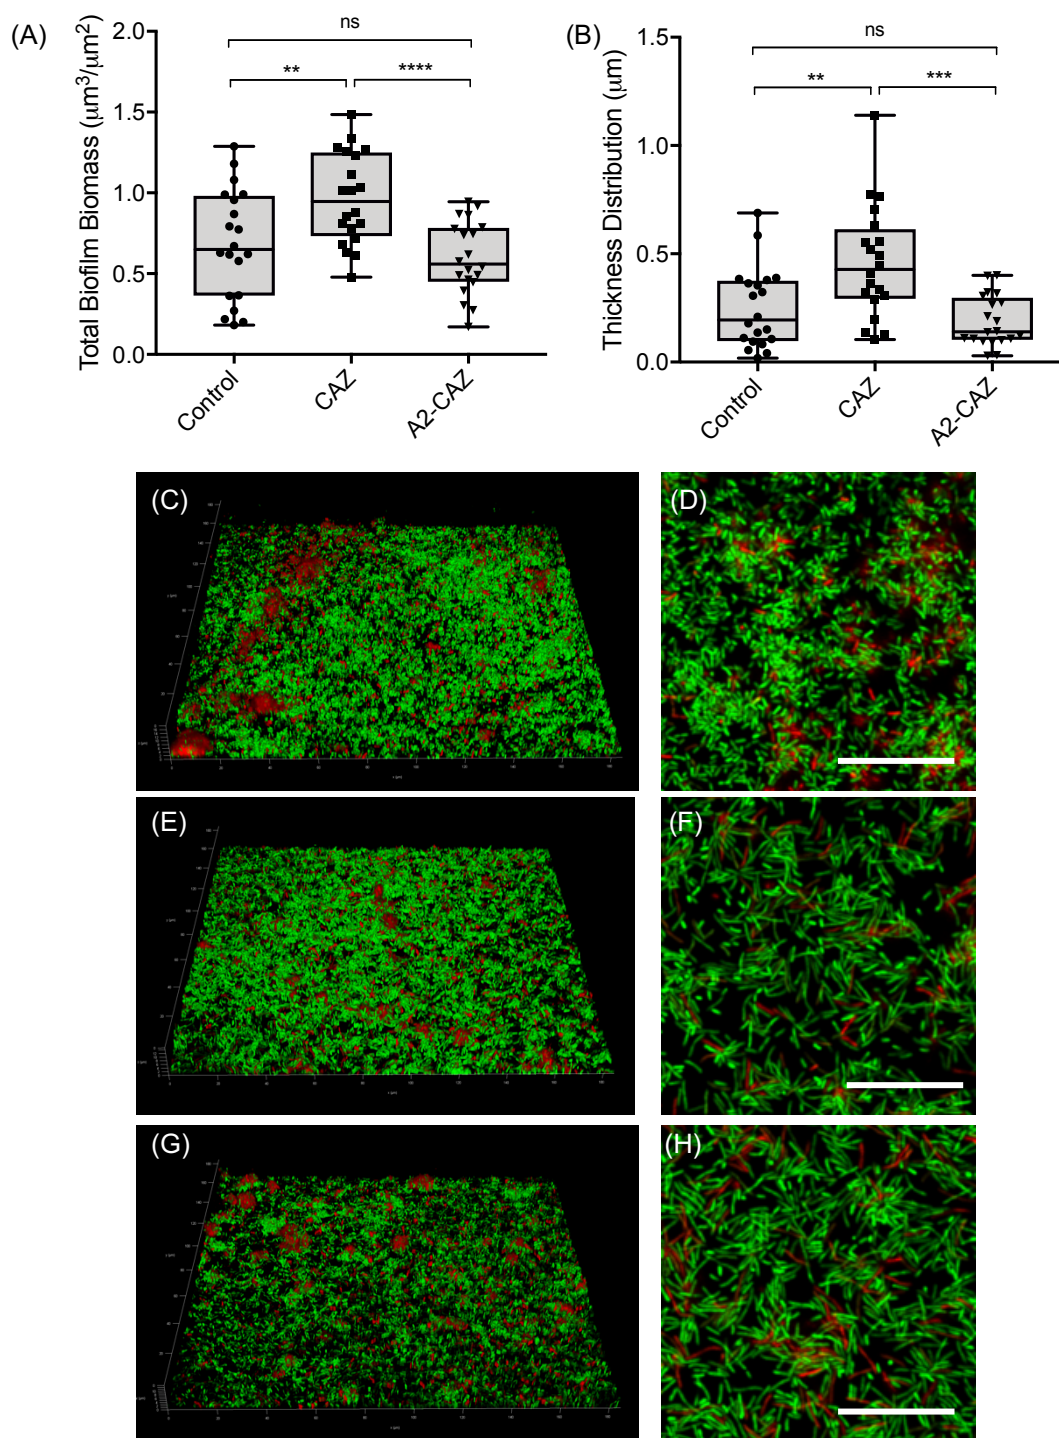 (A)
Total Biofilm Biomass (μm³/μm²)
2.0
1.5
1.0
0.5
0.0
ns
**
****
Control
CAZ
A2-CAZ
(B)
Thickness Distribution (μm)
1.5
1.0
0.5
0.0
ns
**
***
Control
CAZ
A2-CAZ
(C)
(D)
(E)
(F)
(G)
(H)